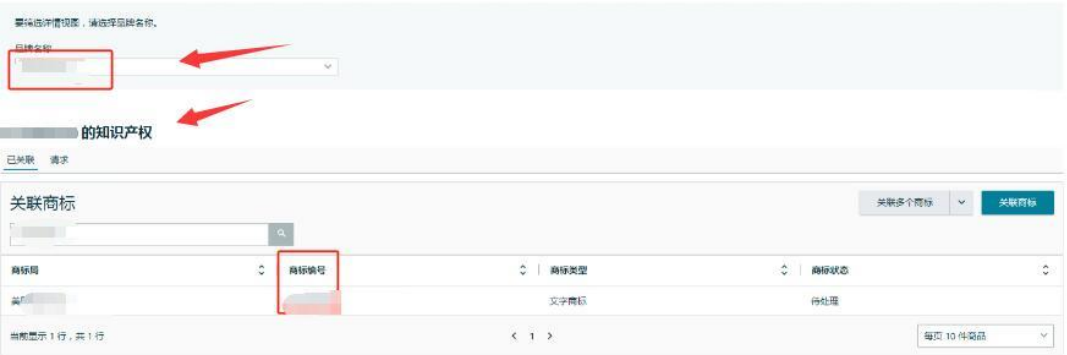 要筛选详情视图，请选择品牌名称。
品牌名称
的知识产权
已关联 请求
关联商标
关联多个商标 关联商标
商标局 商标编号 商标类型 商标状态
美 文字商标 待处理
当前显示 1 行，共 1 行 < 1 > 每页 10 件商品